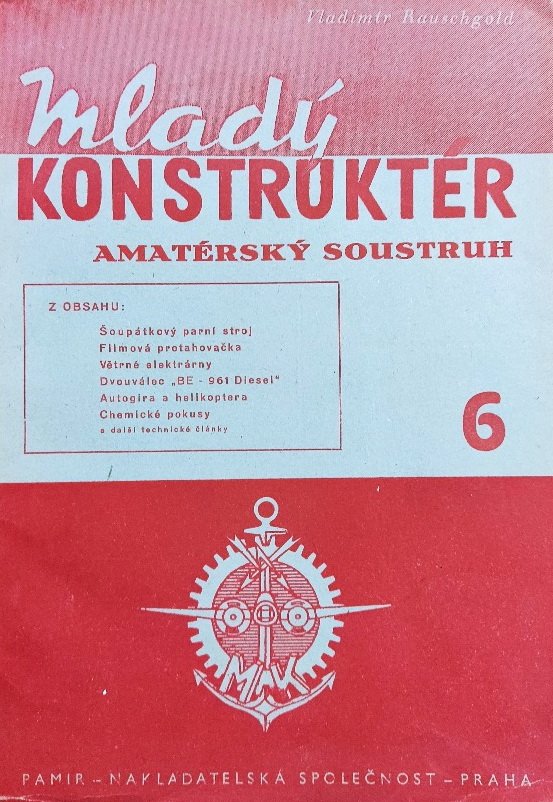 Vladimír Rauschgold
Mladý
KONSTRUKTÉR
AMATÉRSKÝ SOUSTRUH
Z OBSAHU:
Šoupátkový parní stroj
Filmová protahovačka
Větrné elektrárny
Dvouválec „BE - 961 Diesel"
Autogira a helikoptera
Chemické pokusy
a další technické články
6
MAK
PAMIR – NAKLADATELSKÁ SPOLEČNOST – PRAHA